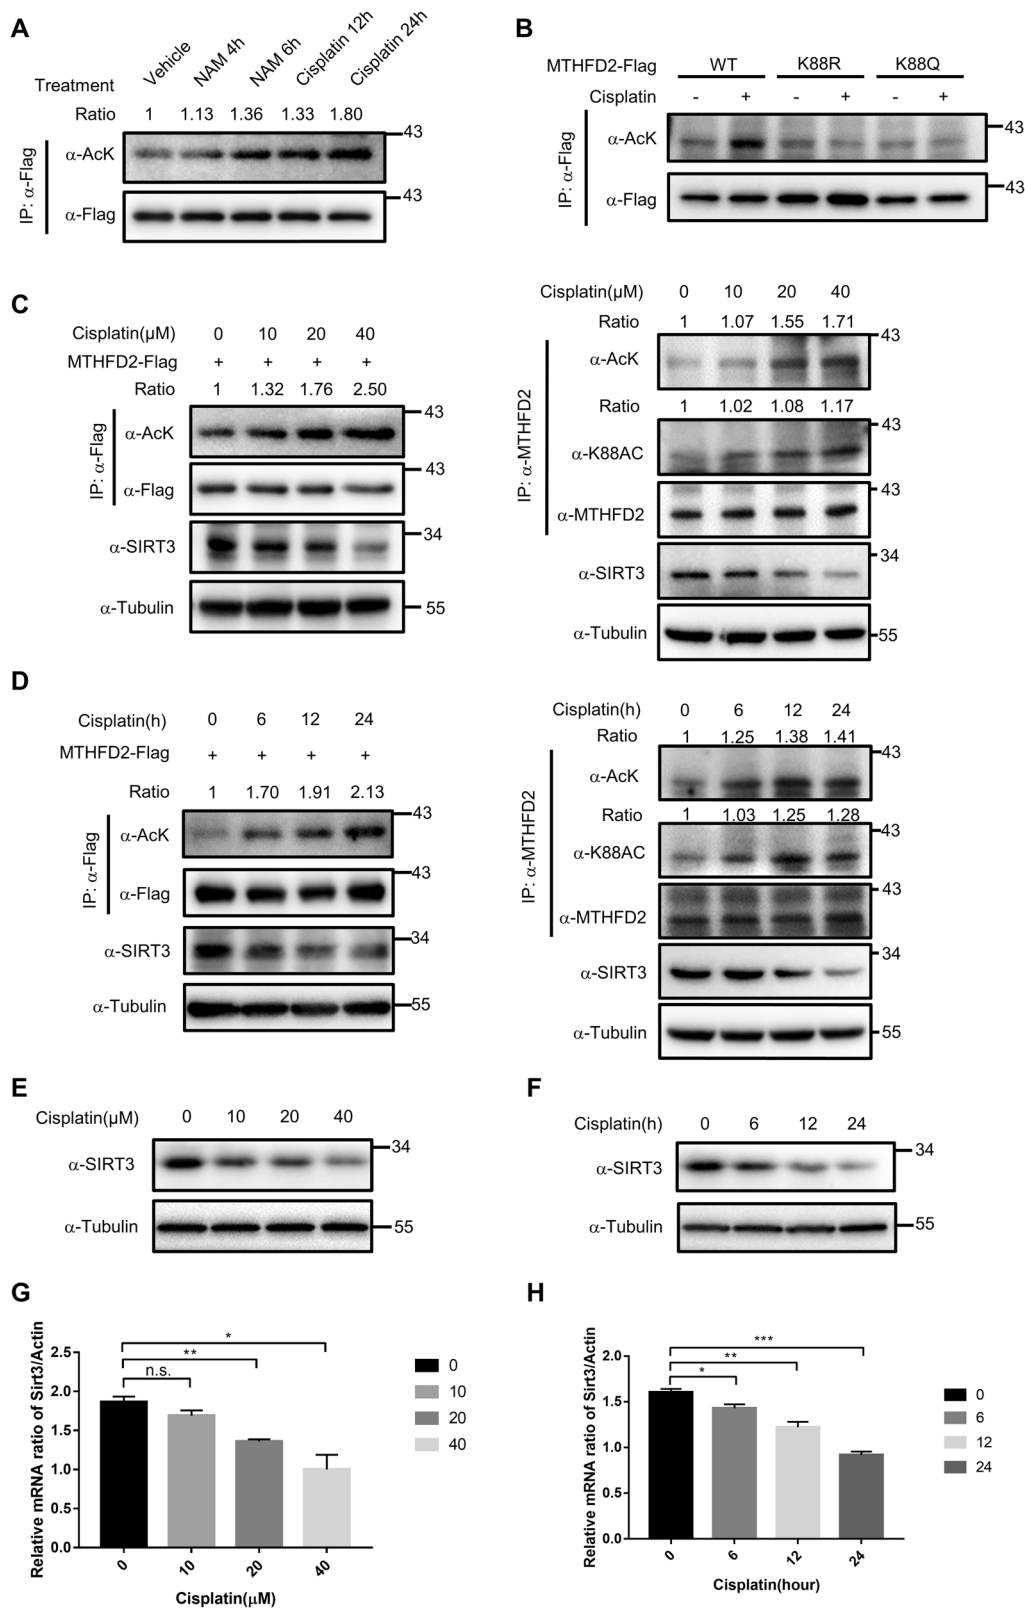 A
Treatment Vehicle NAM 4h NAM 6h Cisplatin 12h Cisplatin 24h
Ratio 1 1.13 1.36 1.33 1.80
IP: α-Flag
α-AcK 43
α-Flag 43
B
MTHFD2-Flag WT K88R K88Q
Cisplatin - + - + - +
IP: α-Flag
α-AcK 43
α-Flag 43
C
Cisplatin(μM) 0 10 20 40
MTHFD2-Flag + + + +
Ratio 1 1.32 1.76 2.50
IP: α-Flag
α-AcK 43
α-Flag 43
α-SIRT3 34
α-Tubulin 55
Cisplatin(μM) 0 10 20 40
Ratio 1 1.07 1.55 1.71
IP: α-MTHFD2
α-AcK 43
Ratio 1 1.02 1.08 1.17
α-K88AC 43
α-MTHFD2 43
α-SIRT3 34
α-Tubulin 55
D
Cisplatin(h) 0 6 12 24
MTHFD2-Flag + + + +
Ratio 1 1.70 1.91 2.13
IP: α-Flag
α-AcK 43
α-Flag 43
α-SIRT3 34
α-Tubulin 55
Cisplatin(h) 0 6 12 24
Ratio 1 1.25 1.38 1.41
IP: α-MTHFD2
α-AcK 43
Ratio 1 1.03 1.25 1.28
α-K88AC 43
α-MTHFD2 43
α-SIRT3 34
α-Tubulin 55
E
Cisplatin(μM) 0 10 20 40
α-SIRT3 34
α-Tubulin 55
F
Cisplatin(h) 0 6 12 24
α-SIRT3 34
α-Tubulin 55
G
Relative mRNA ratio of Sirt3/Actin
2.5
2.0
1.5
1.0
0.5
0.0
*
**
n.s.
0
10
20
40
0 10 20 40
Cisplatin(μM)
H
Relative mRNA ratio of Sirt3/Actin
2.0
1.5
1.0
0.5
0.0
***
**
*
0
6
12
24
0 6 12 24
Cisplatin(hour)